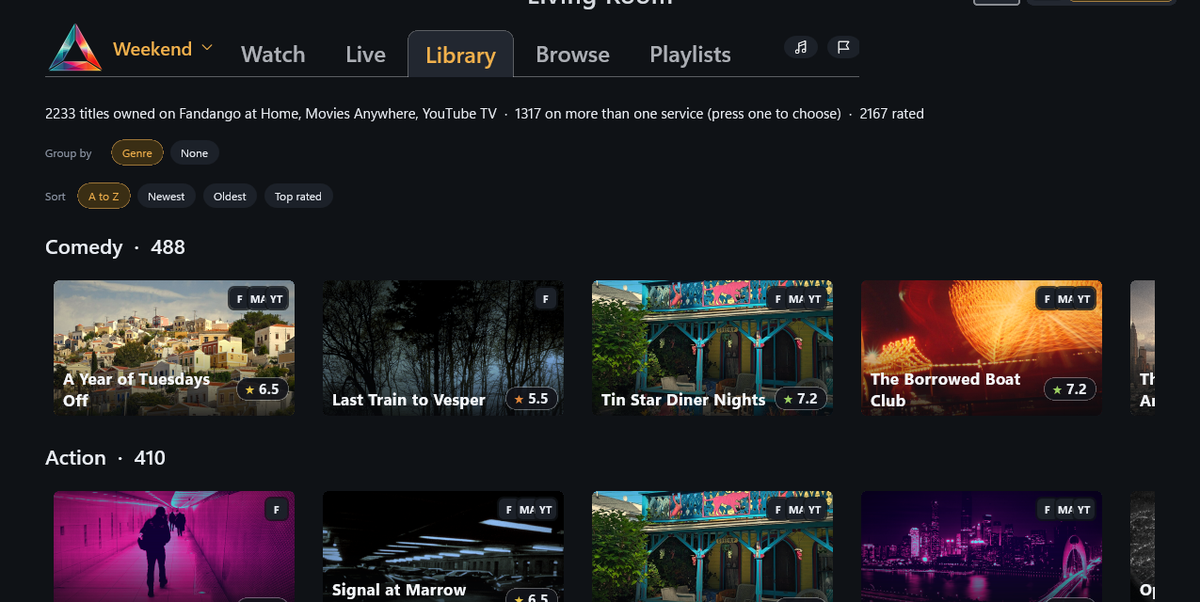 Living Room
Weekend
Watch
Live
Library
Browse
Playlists
2233 titles owned on Fandango at Home, Movies Anywhere, YouTube TV · 1317 on more than one service (press one to choose) · 2167 rated
Group by
Genre
None
Sort
A to Z
Newest
Oldest
Top rated
Comedy · 488
F MA YT
A Year of Tuesdays
Off
★ 6.5
F
Last Train to Vesper
★ 5.5
F MA YT
Tin Star Diner Nights
★ 7.2
F MA YT
The Borrowed Boat
Club
★ 7.2
Action · 410
F
F MA YT
Signal at Marrow
★ 6.5
F MA YT
F MA YT